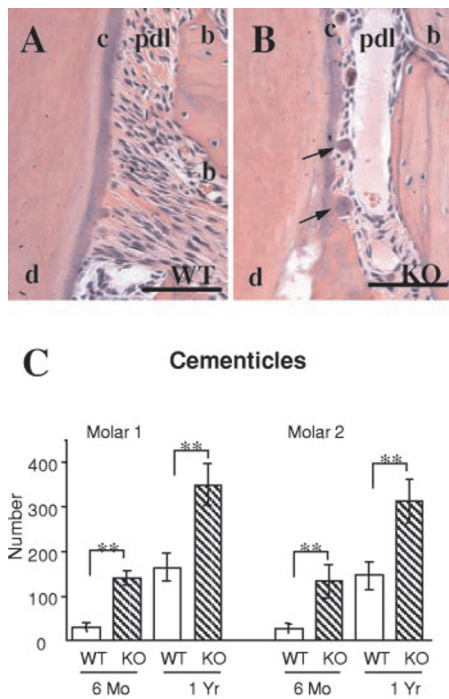 A c pdl b
b
d WT
B c pdl b
d KO
C Cementicles
Molar 1 Molar 2
Number
400
300
200
100
0
** ** ** **
WT KO WT KO WT KO WT KO
6 Mo 1 Yr 6 Mo 1 Yr